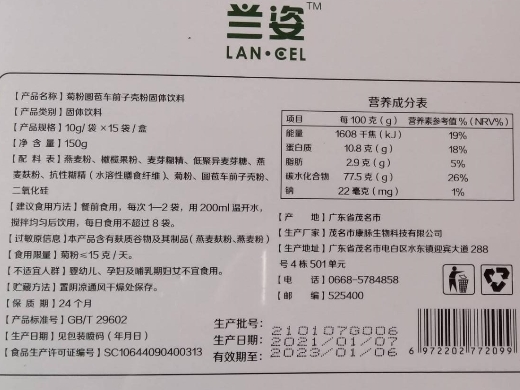 兰姿™
LAN·CEL
【产品名称】菊粉圆苞车前子壳粉固体饮料
【产品类别】固体饮料
【产品规格】10g/袋×15袋/盒
【净 含 量】150g
【配 料 表】燕麦粉、橄榄果粉、麦芽糊精、低聚异麦芽糖、燕
麦麸粉、抗性糊精(水溶性膳食纤维)、菊粉、圆苞车前子壳粉、
二氧化硅
【建议食用方法】餐前食用，每次1—2袋，用200ml温开水，
搅拌均匀后饮用，每日食用不超过8袋。
【过敏原信息】本产品含有麸质谷物及其制品(燕麦麸粉、燕麦粉)
【食用限量】菊粉≤15克/天。
【不适宜人群】婴幼儿、孕妇及哺乳期妇女不宜食用。
【贮藏方法】置阴凉通风干燥处保存。
【保 质 期】24个月
【产品标准号】GB/T 29602
【生产日期】见包装喷码(年月日)
【食品生产许可证编号】SC10644090400313
营养成分表
项目 每100克(g) 营养素参考值%(NRV%)
能量 1608千焦(kJ) 19%
蛋白质 10.8克(g) 18%
脂肪 2.9克(g) 5%
碳水化合物 77.5克(g) 26%
钠 22毫克(mg) 1%
【产 地】广东省茂名市
【生产厂家】茂名市康脉生物科技有限公司
【生产地址】广东省茂名市电白区水东镇迎宾大道288
号4栋501单元
【电 话】0668-5784858
【邮 编】525400
生产批号: 2101070006
生产日期: 2021/01/07
有效期至: 2023/01/06
6 972202 772099